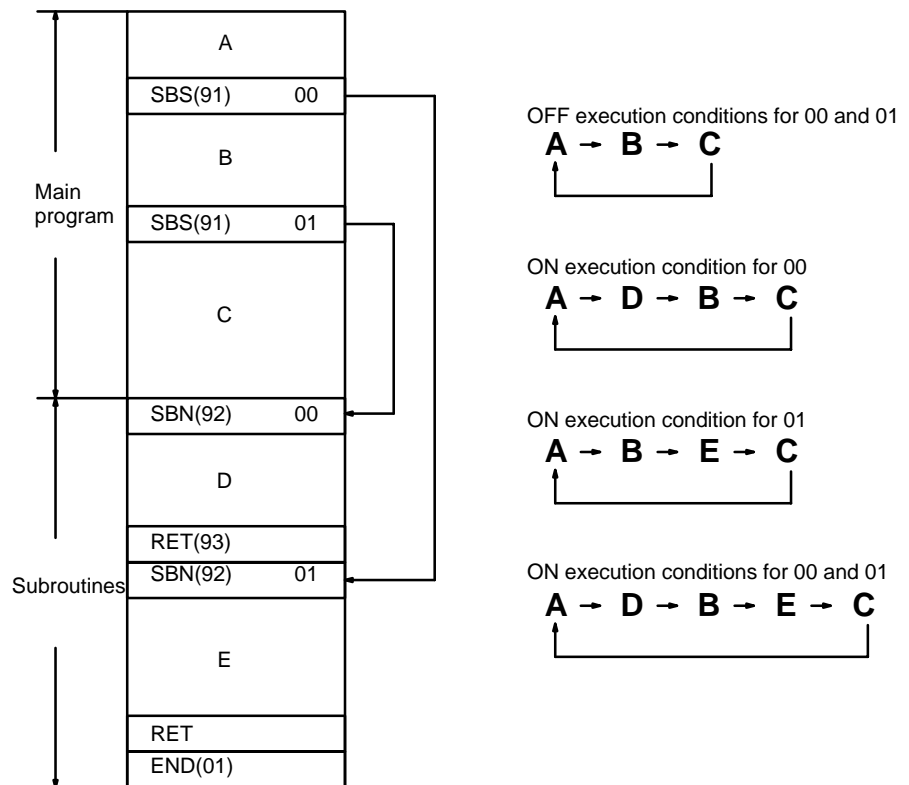 A
SBS(91) 00
B
Main
program
SBS(91) 01
C
SBN(92) 00
D
RET(93)
Subroutines
SBN(92) 01
E
RET
END(01)
OFF execution conditions for 00 and 01
A → B → C
ON execution condition for 00
A → D → B → C
ON execution condition for 01
A → B → E → C
ON execution conditions for 00 and 01
A → D → B → E → C